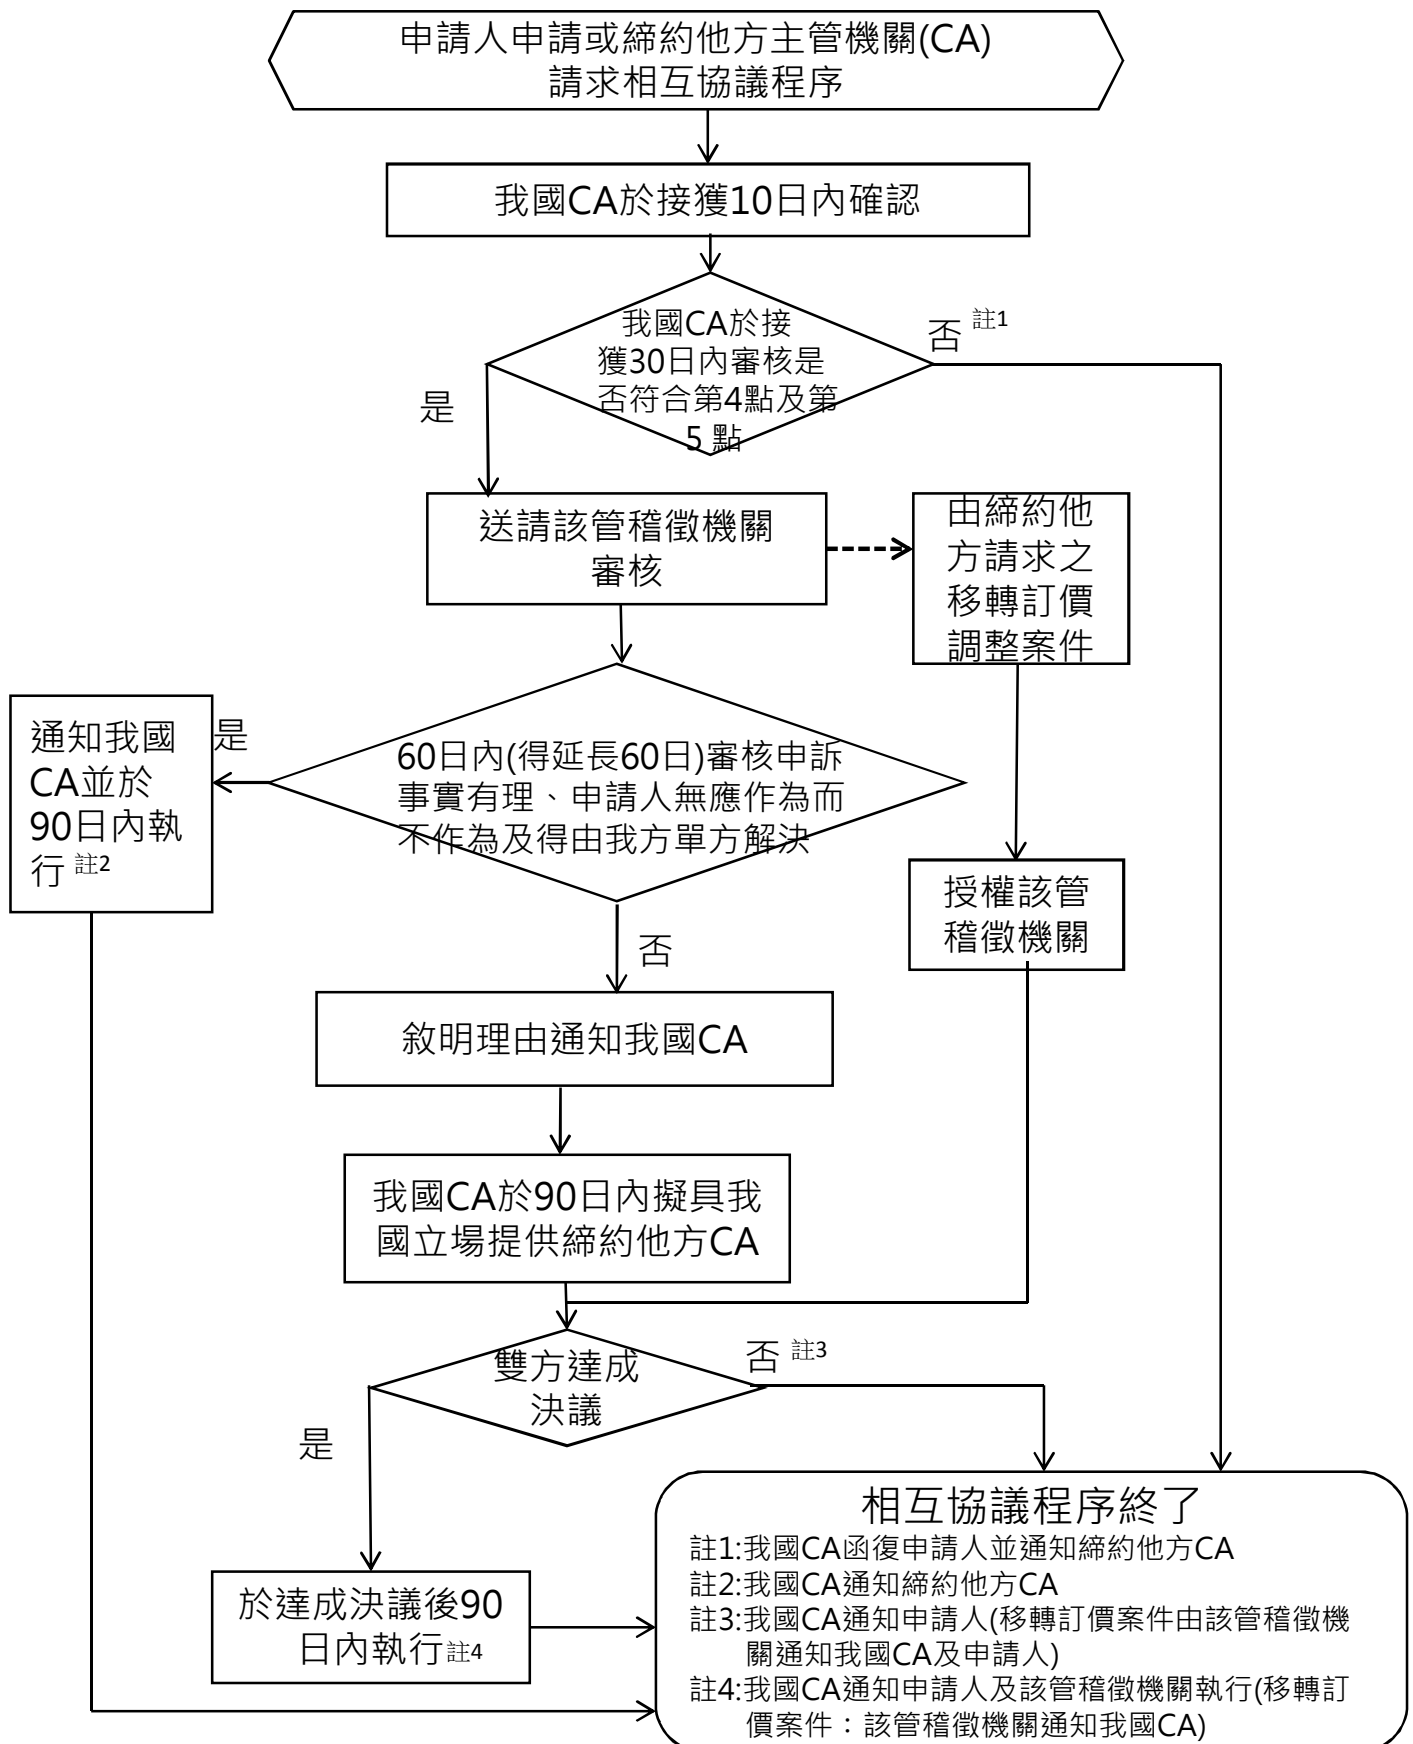 申請人申請或締約他方主管機關(CA)
請求相互協議程序
我國CA於接獲10日內確認
我國CA於接
獲30日內審核是
否符合第4點及第
5 點
否 註1
是
送請該管稽徵機關
審核
由締約他
方請求之
移轉訂價
調整案件
通知我國
CA並於
90日內執
行 註2
是
60日內(得延長60日)審核申訴
事實有理、申請人無應作為而
不作為及得由我方單方解決
授權該管
稽徵機關
否
敘明理由通知我國CA
我國CA於90日內擬具我
國立場提供締約他方CA
雙方達成
決議
否 註3
是
於達成決議後90
日內執行註4
相互協議程序終了
註1:我國CA函復申請人並通知締約他方CA
註2:我國CA通知締約他方CA
註3:我國CA通知申請人(移轉訂價案件由該管稽徵機
關通知我國CA及申請人)
註4:我國CA通知申請人及該管稽徵機關執行(移轉訂
價案件：該管稽徵機關通知我國CA)